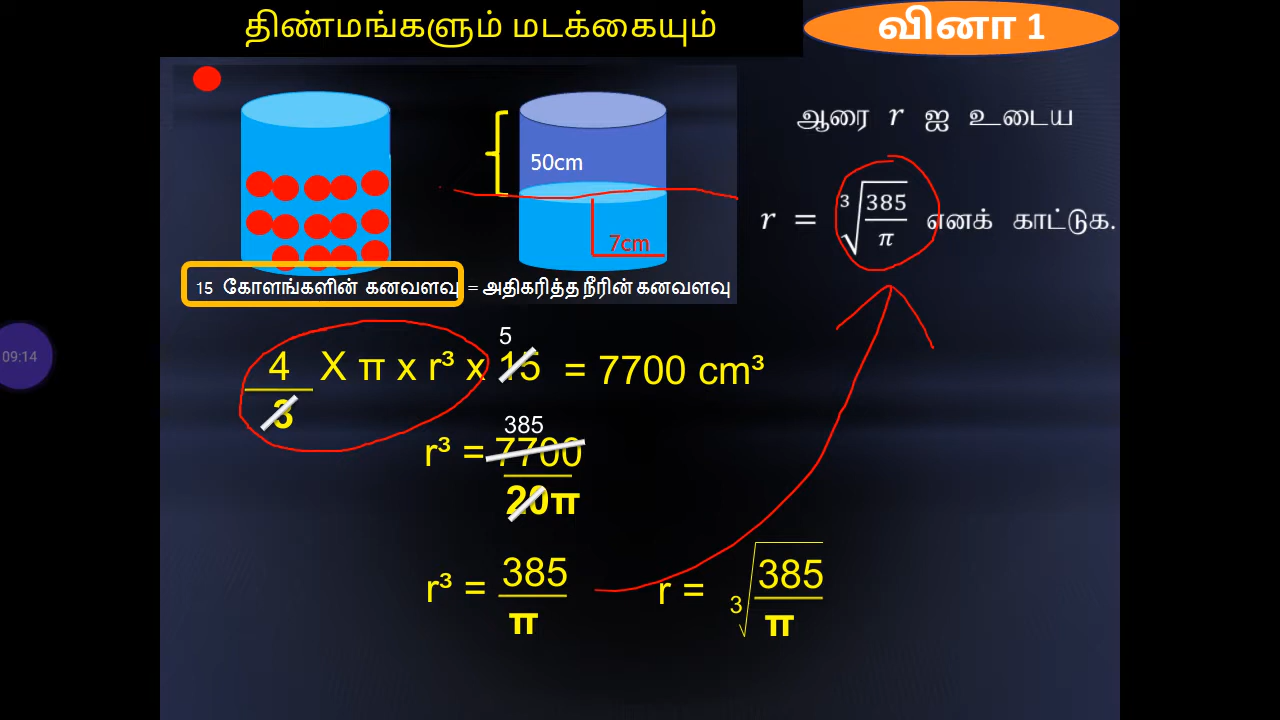 திண்மங்களும் மடக்கையும்
வினா 1
ஆரை r ஐ உடைய
r = ∛(385/π) எனக் காட்டுக.
50cm
7cm
15 கோளங்களின் கனவளவு = அதிகரித்த நீரின் கனவளவு
5
4/3 X π x r³ x 15 = 7700 cm³
385
r³ = 7700/20π
r³ = 385/π r = ∛(385/π)
09:14